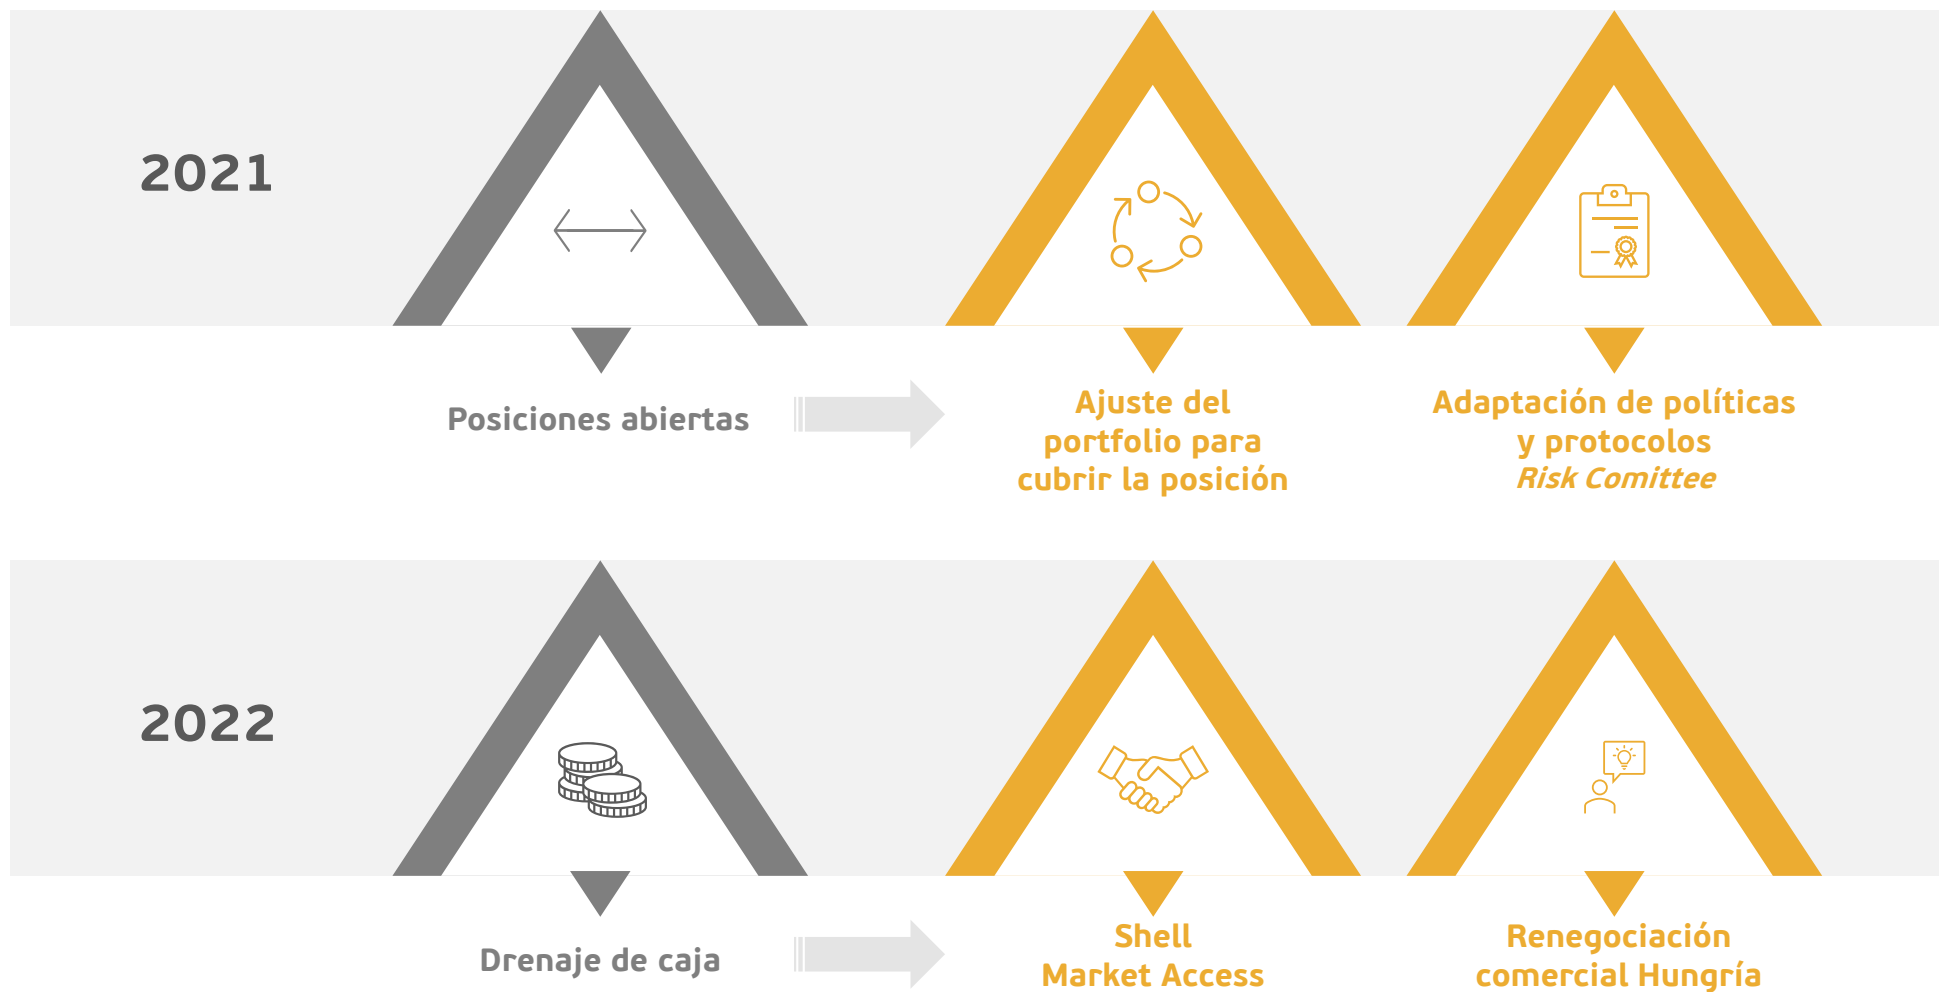 2021
Posiciones abiertas
Ajuste del
portfolio para
cubrir la posición
Adaptación de políticas
y protocolos
Risk Comittee
2022
Drenaje de caja
Shell
Market Access
Renegociación
comercial Hungría